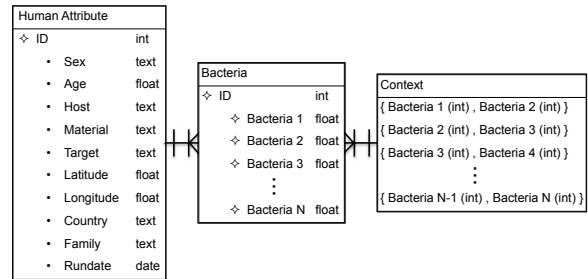 Human Attribute
✧ ID int
• Sex text
• Age float
• Host text
• Material text
• Target text
• Latitude float
• Longitude float
• Country text
• Family text
• Rundate date
Bacteria
✧ ID int
✧ Bacteria 1 float
✧ Bacteria 2 float
✧ Bacteria 3 float
⋮
✧ Bacteria N float
Context
{ Bacteria 1 (int) , Bacteria 2 (int) }
{ Bacteria 2 (int) , Bacteria 3 (int) }
{ Bacteria 3 (int) , Bacteria 4 (int) }
⋮
{ Bacteria N-1 (int) , Bacteria N (int) }